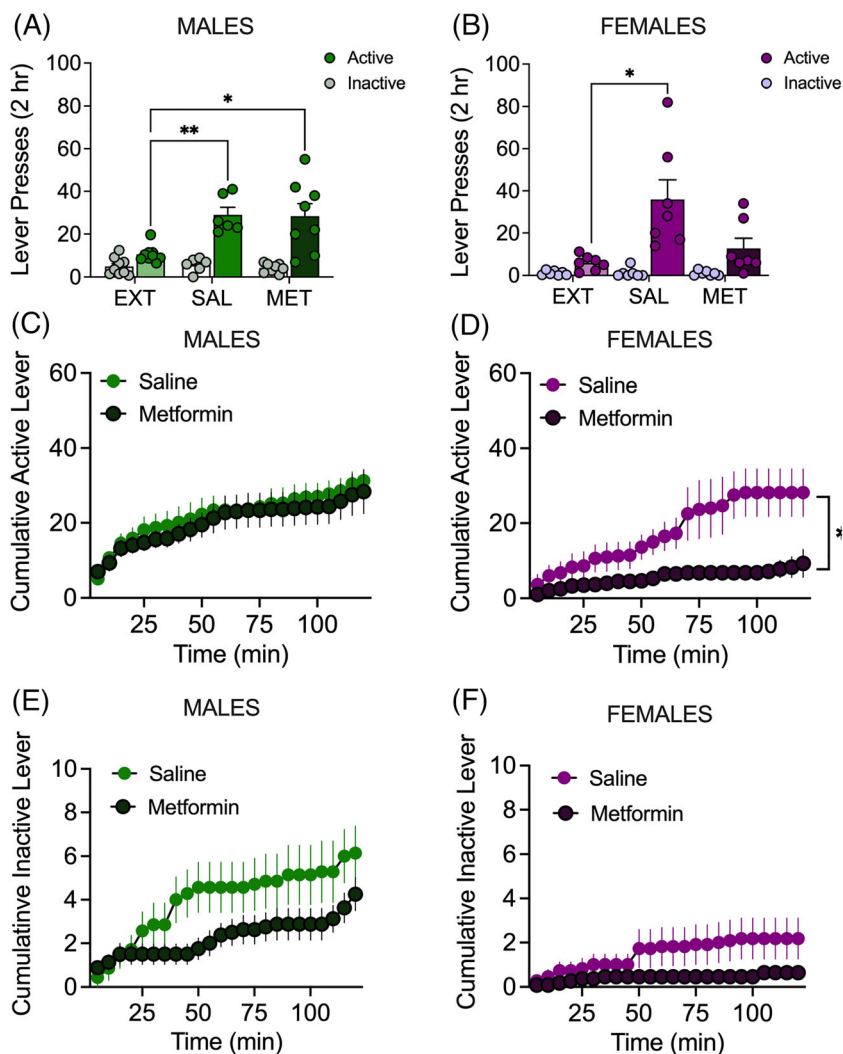 (A)
MALES
Active
Inactive
Lever Presses (2 hr)
100
80
60
40
20
0
*
**
EXT
SAL
MET
(B)
FEMALES
Active
Inactive
Lever Presses (2 hr)
100
80
60
40
20
0
*
EXT
SAL
MET
(C)
MALES
Saline
Metformin
Cumulative Active Lever
60
40
20
0
25
50
75
100
Time (min)
(D)
FEMALES
Saline
Metformin
Cumulative Active Lever
60
40
20
0
*
25
50
75
100
Time (min)
(E)
MALES
Saline
Metformin
Cumulative Inactive Lever
10
8
6
4
2
0
25
50
75
100
Time (min)
(F)
FEMALES
Saline
Metformin
Cumulative Inactive Lever
10
8
6
4
2
0
25
50
75
100
Time (min)